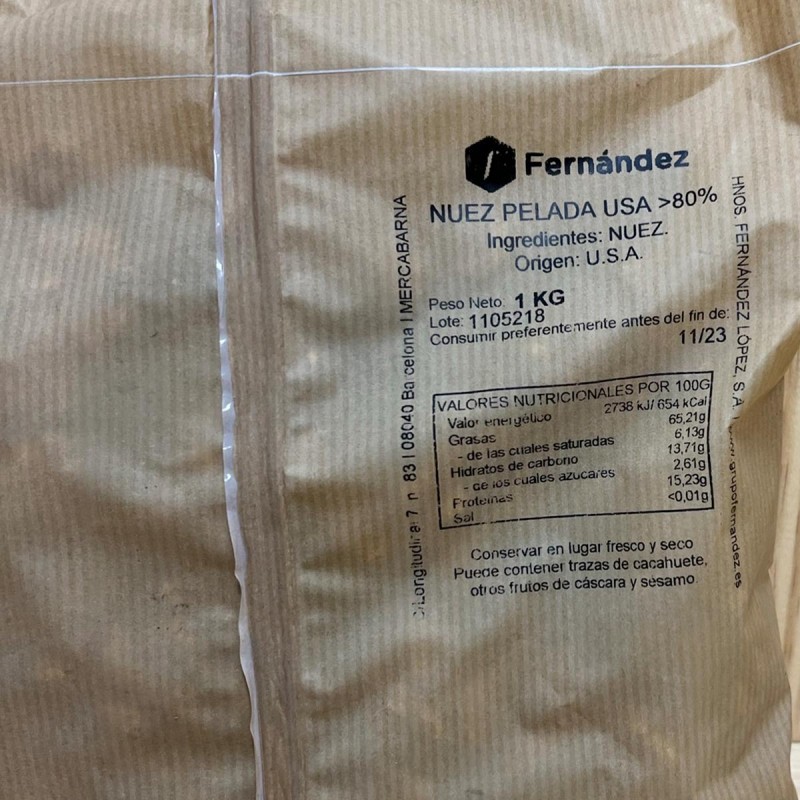 Fernández
NUEZ PELADA USA >80%
Ingredientes: NUEZ.
Origen: U.S.A.
Peso Neto: 1 KG
Lote: 1105218
Consumir preferentemente antes del fin de:
11/23
VALORES NUTRICIONALES POR 100G
Valor energético 2738 kJ/ 654 kCal
Grasas 65,21g
- de las cuales saturadas 6,13g
Hidratos de carbono 13,71g
- de los cuales azúcares 2,61g
Proteínas 15,23g
Sal <0,01g
Conservar en lugar fresco y seco
Puede contener trazas de cacahuete,
otros frutos de cáscara y sésamo.
83 | 08040 Barcelona | MERCABARNA
HNOS. FERNÁNDEZ LÓPEZ, S.A. | www.grupofernandez.es